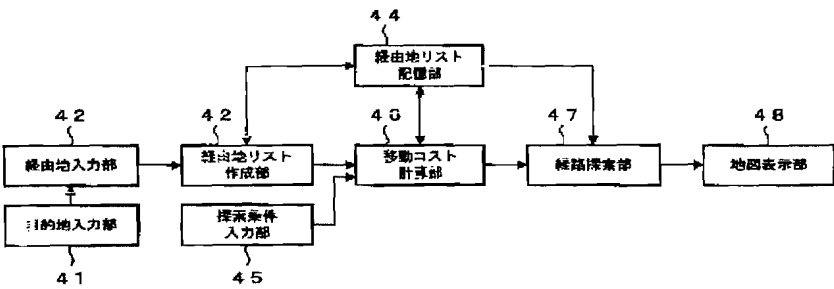 44
経由地リスト
記憶部
42
42
46
47
48
経由地入力部
経由地リスト
作成部
移動コスト
計算部
経路探索部
地図表示部
目的地入力部
探索条件
入力部
41
45